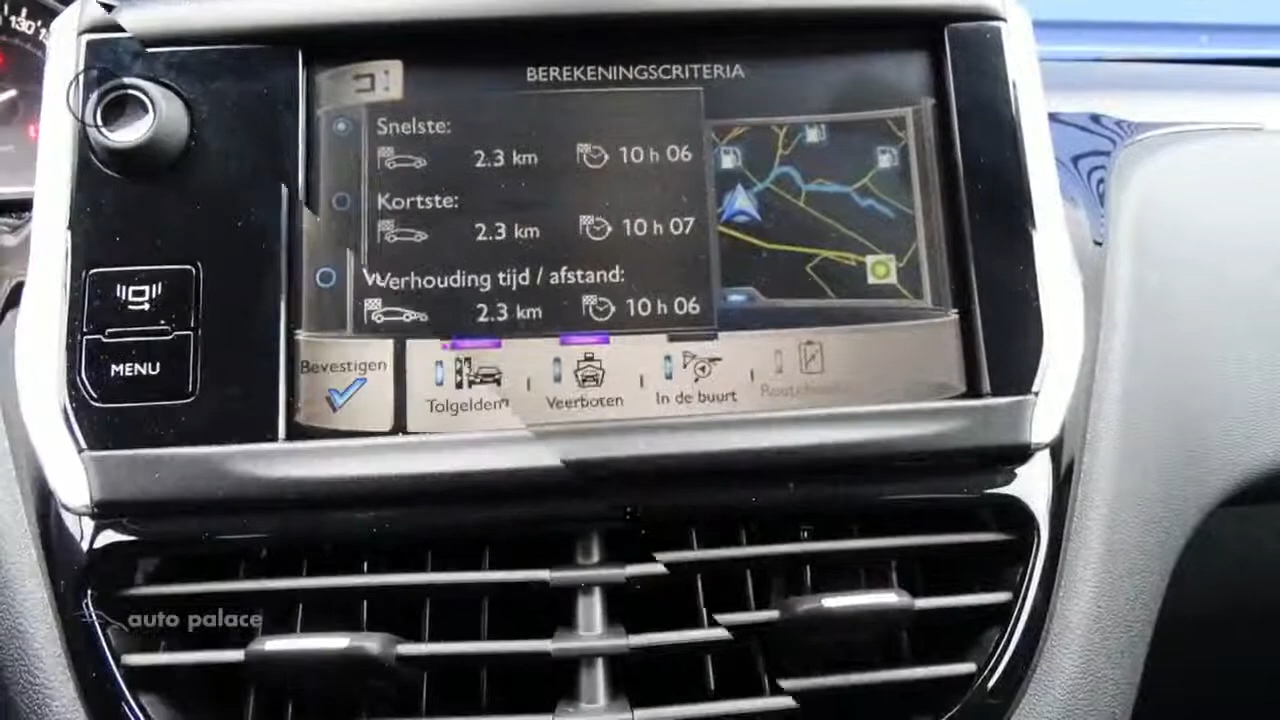 130
BEREKENINGSCRITERIA
Snelste:
2.3 km 10 h 06
Kortste:
2.3 km 10 h 07
Verhouding tijd / afstand:
2.3 km 10 h 06
MENU
Bevestigen
Tolgelden
Veerboten
In de buurt
auto palace